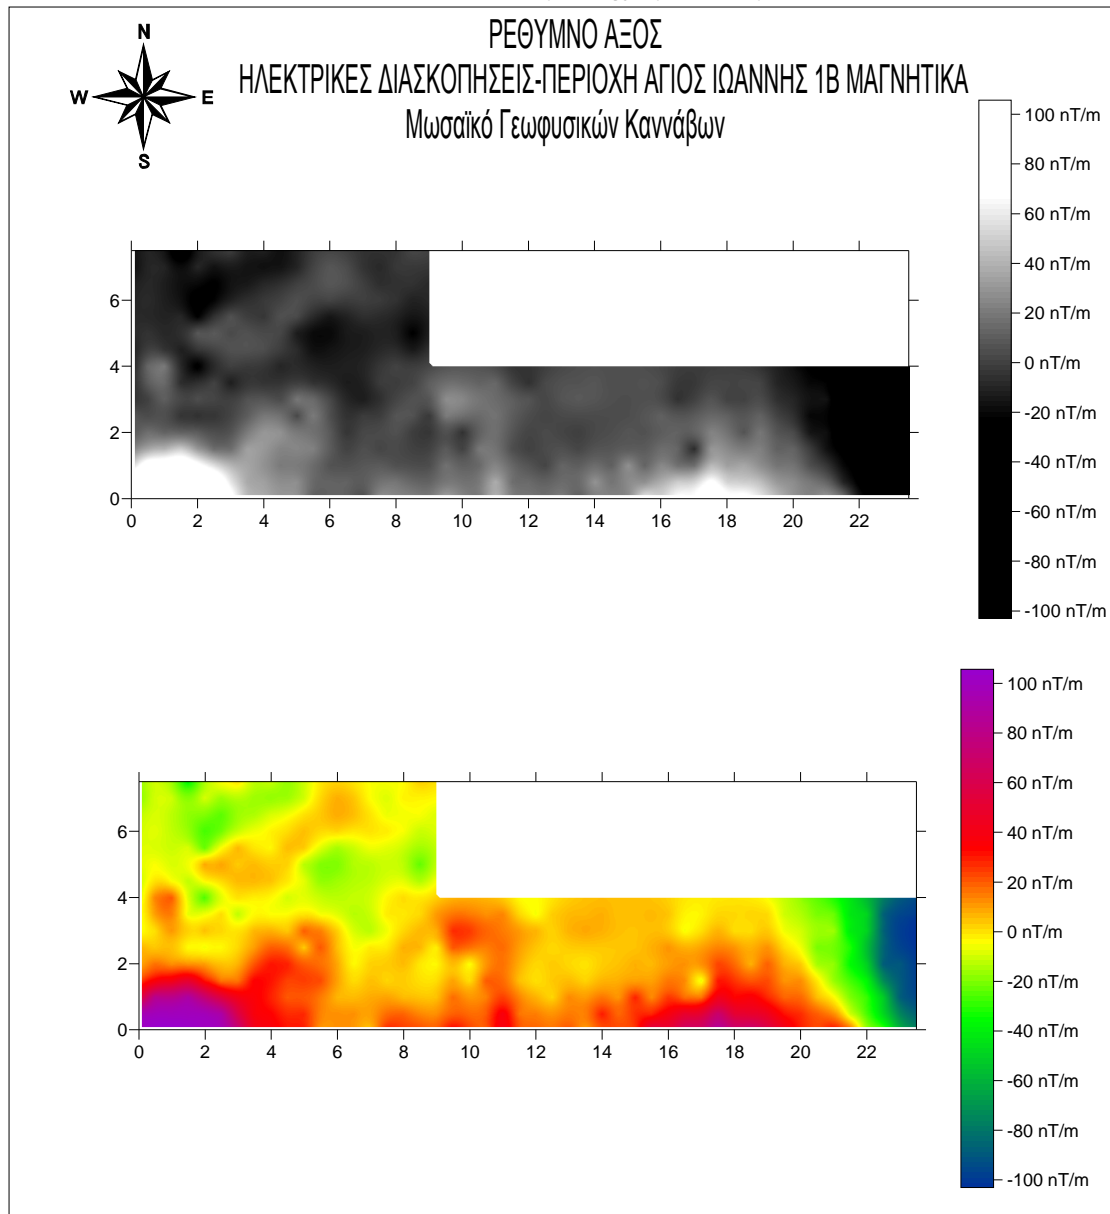 ΡΕΘΥΜΝΟ ΑΞΟΣ
ΗΛΕΚΤΡΙΚΕΣ ΔΙΑΣΚΟΠΗΣΕΙΣ-ΠΕΡΙΟΧΗ ΑΓΙΟΣ ΙΩΑΝΝΗΣ 1Β ΜΑΓΝΗΤΙΚΑ
Μωσαϊκό Γεωφυσικών Καννάβων
N
W E
S
100 nT/m
80 nT/m
60 nT/m
40 nT/m
20 nT/m
0 nT/m
-20 nT/m
-40 nT/m
-60 nT/m
-80 nT/m
-100 nT/m
6
4
2
0
0 2 4 6 8 10 12 14 16 18 20 22
100 nT/m
80 nT/m
60 nT/m
40 nT/m
20 nT/m
0 nT/m
-20 nT/m
-40 nT/m
-60 nT/m
-80 nT/m
-100 nT/m
6
4
2
0
0 2 4 6 8 10 12 14 16 18 20 22